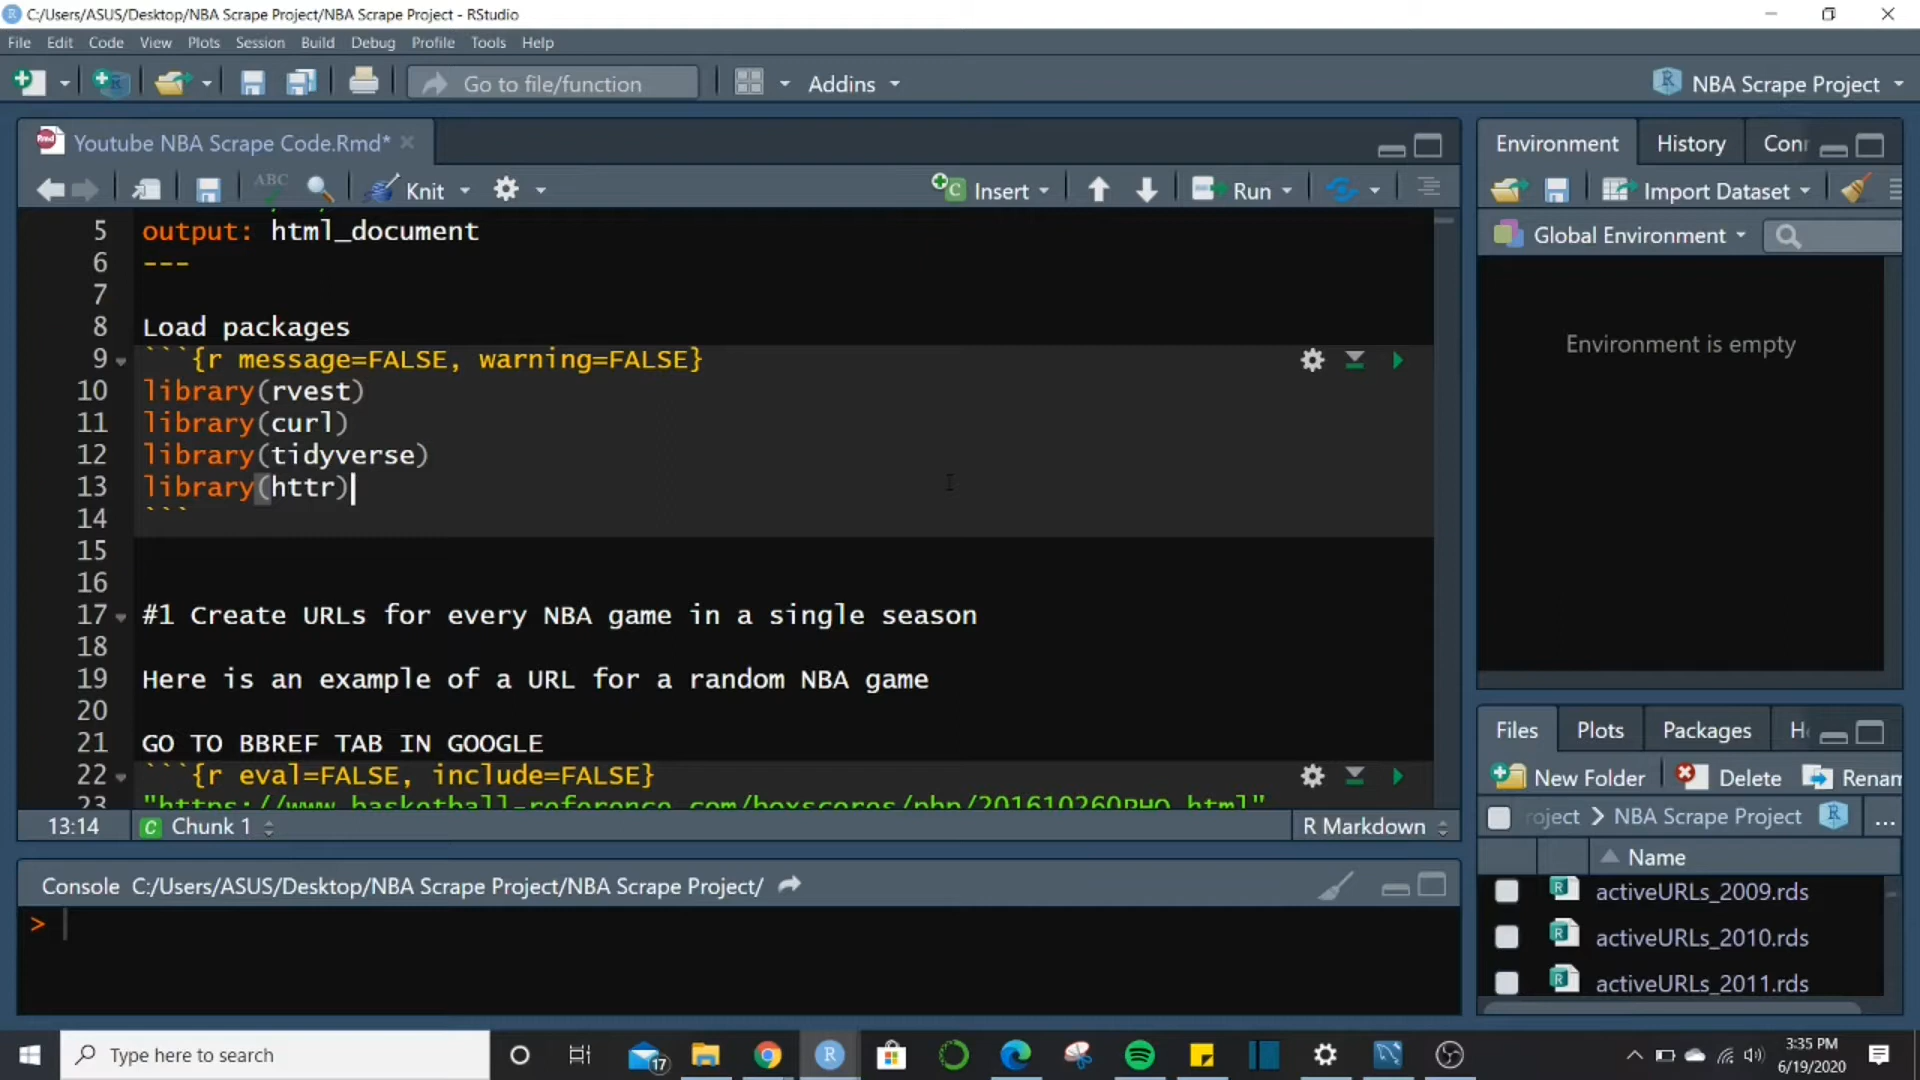 C:/Users/ASUS/Desktop/NBA Scrape Project/NBA Scrape Project - RStudio
File Edit Code View Plots Session Build Debug Profile Tools Help
Go to file/function
Addins
NBA Scrape Project
Youtube NBA Scrape Code.Rmd*
ABC
Knit
Insert
Run
5 output: html_document
6 ---
7
8 Load packages
9 ```{r message=FALSE, warning=FALSE}
10 library(rvest)
11 library(curl)
12 library(tidyverse)
13 library(httr)
14 ```
15
16
17 #1 Create URLs for every NBA game in a single season
18
19 Here is an example of a URL for a random NBA game
20
21 GO TO BBREF TAB IN GOOGLE
22 ```{r eval=FALSE, include=FALSE}
23 "https://www.basketball-reference.com/boxscores/pbp/201610260PHO.html"
13:14 Chunk 1 R Markdown
Console C:/Users/ASUS/Desktop/NBA Scrape Project/NBA Scrape Project/
>
Environment History Conn
Import Dataset
Global Environment
Environment is empty
Files Plots Packages He
New Folder Delete Renam
roject > NBA Scrape Project ...
Name
activeURLs_2009.rds
activeURLs_2010.rds
activeURLs_2011.rds
Type here to search
17
3:35 PM
6/19/2020